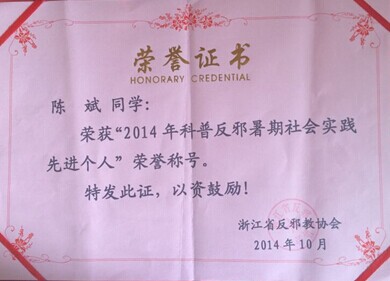 荣誉证书
HONORARY CREDENTIAL
陈 斌 同学：
荣获“2014年科普反邪暑期社会实践
先进个人”荣誉称号。
特发此证，以资鼓励！
浙江省反邪教协会
2014年10月